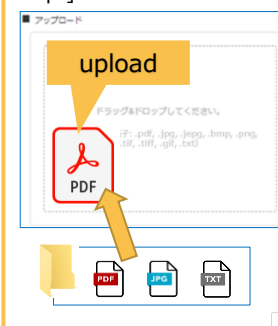 アップロード
upload
ドラッグ&ドロップしてください。
子: .pdf, .jpg, .jepg, .bmp, .png,
.tif, .tiff, .gif, .txt)
PDF
PDF
JPG
TXT